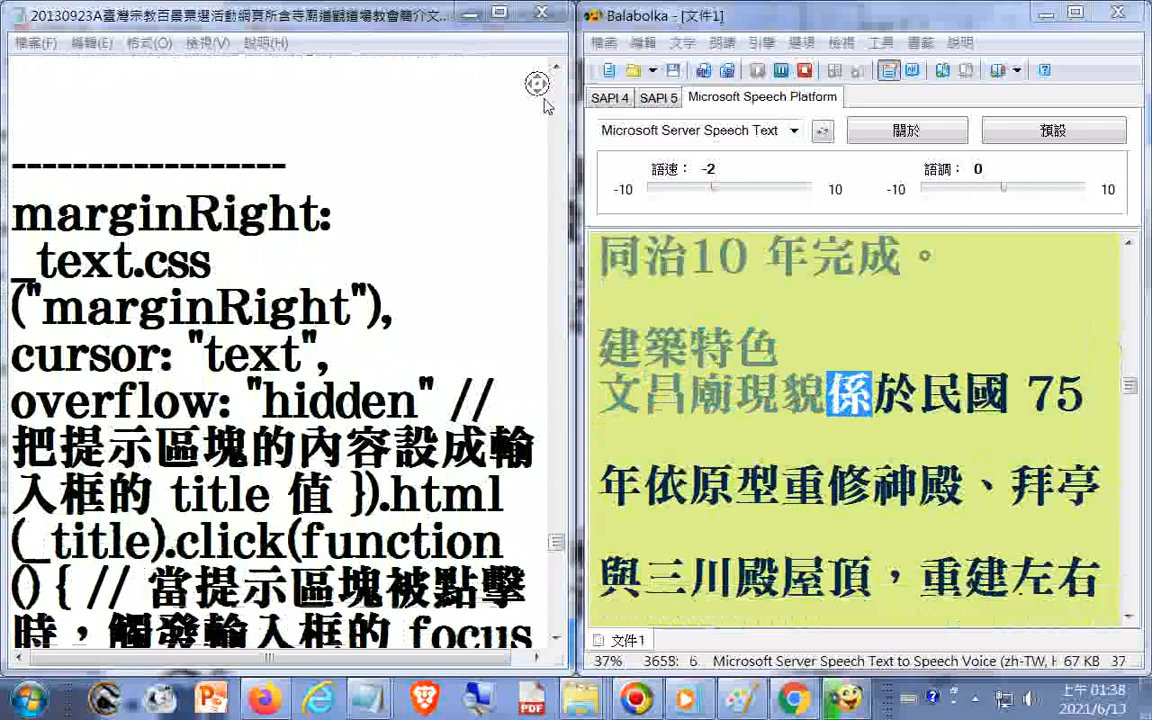 20130923A臺灣宗教百景票選活動網頁所含寺廟道觀道場教會簡介文...
檔案(F) 編輯(E) 格式(O) 檢視(V) 說明(H)
------------------
marginRight:
_text.css
("marginRight"),
cursor: "text",
overflow: "hidden" //
把提示區塊的內容設成輸
入框的 title 值 }).html
(_title).click(function
() { // 當提示區塊被點擊
時，觸發輸入框的 focus
Balabolka - [文件1]
檔案 編輯 文字 朗讀 引擎 選項 檢視 工具 書籤 說明
SAPI 4 SAPI 5 Microsoft Speech Platform
Microsoft Server Speech Text 關於 預設
語速： -2 語調： 0
-10 10 -10 10
同治10 年完成。
建築特色
文昌廟現貌係於民國 75
年依原型重修神殿、拜亭
與三川殿屋頂，重建左右
文件1
37% 3658: 6. Microsoft Server Speech Text to Speech Voice (zh-TW, H 67 KB 37
上午 01:38
2021/6/13